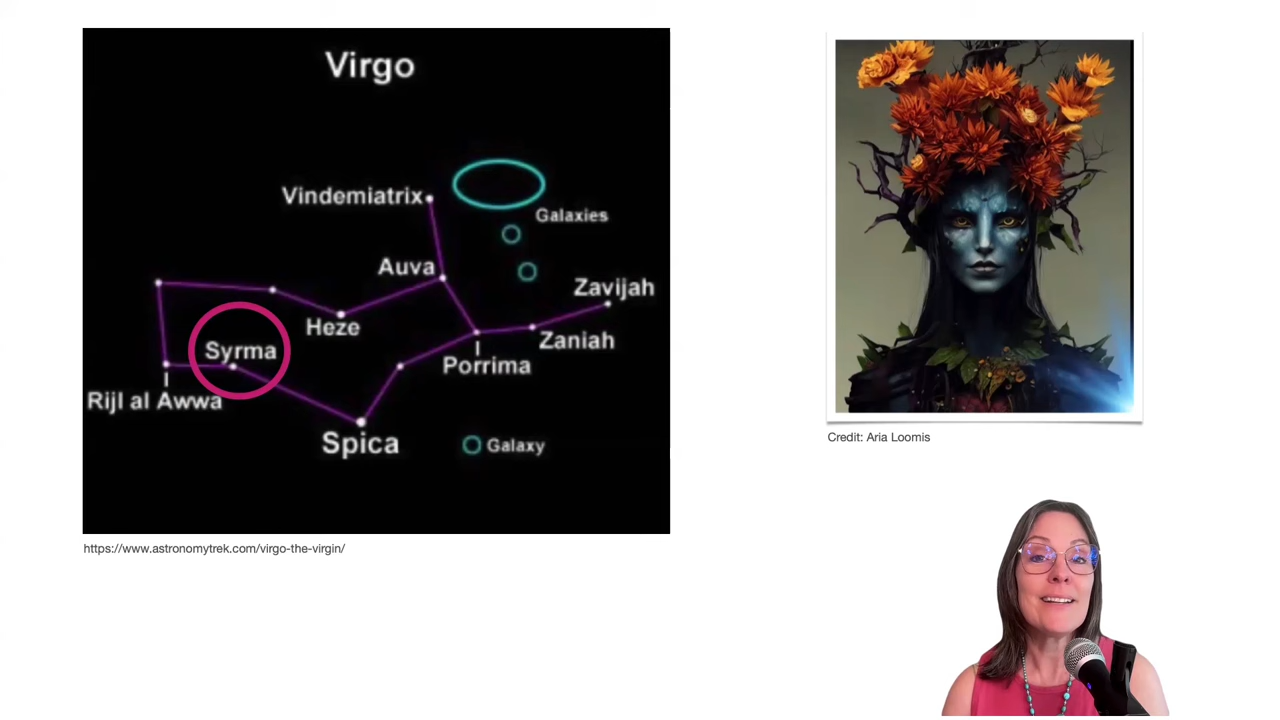 Virgo
Vindemiatrix
Galaxies
Auva
Zavijah
Heze
Zaniah
Syrma
Porrima
Rijl al Awwa
Spica
Galaxy
https://www.astronomytrek.com/virgo-the-virgin/
Credit: Aria Loomis